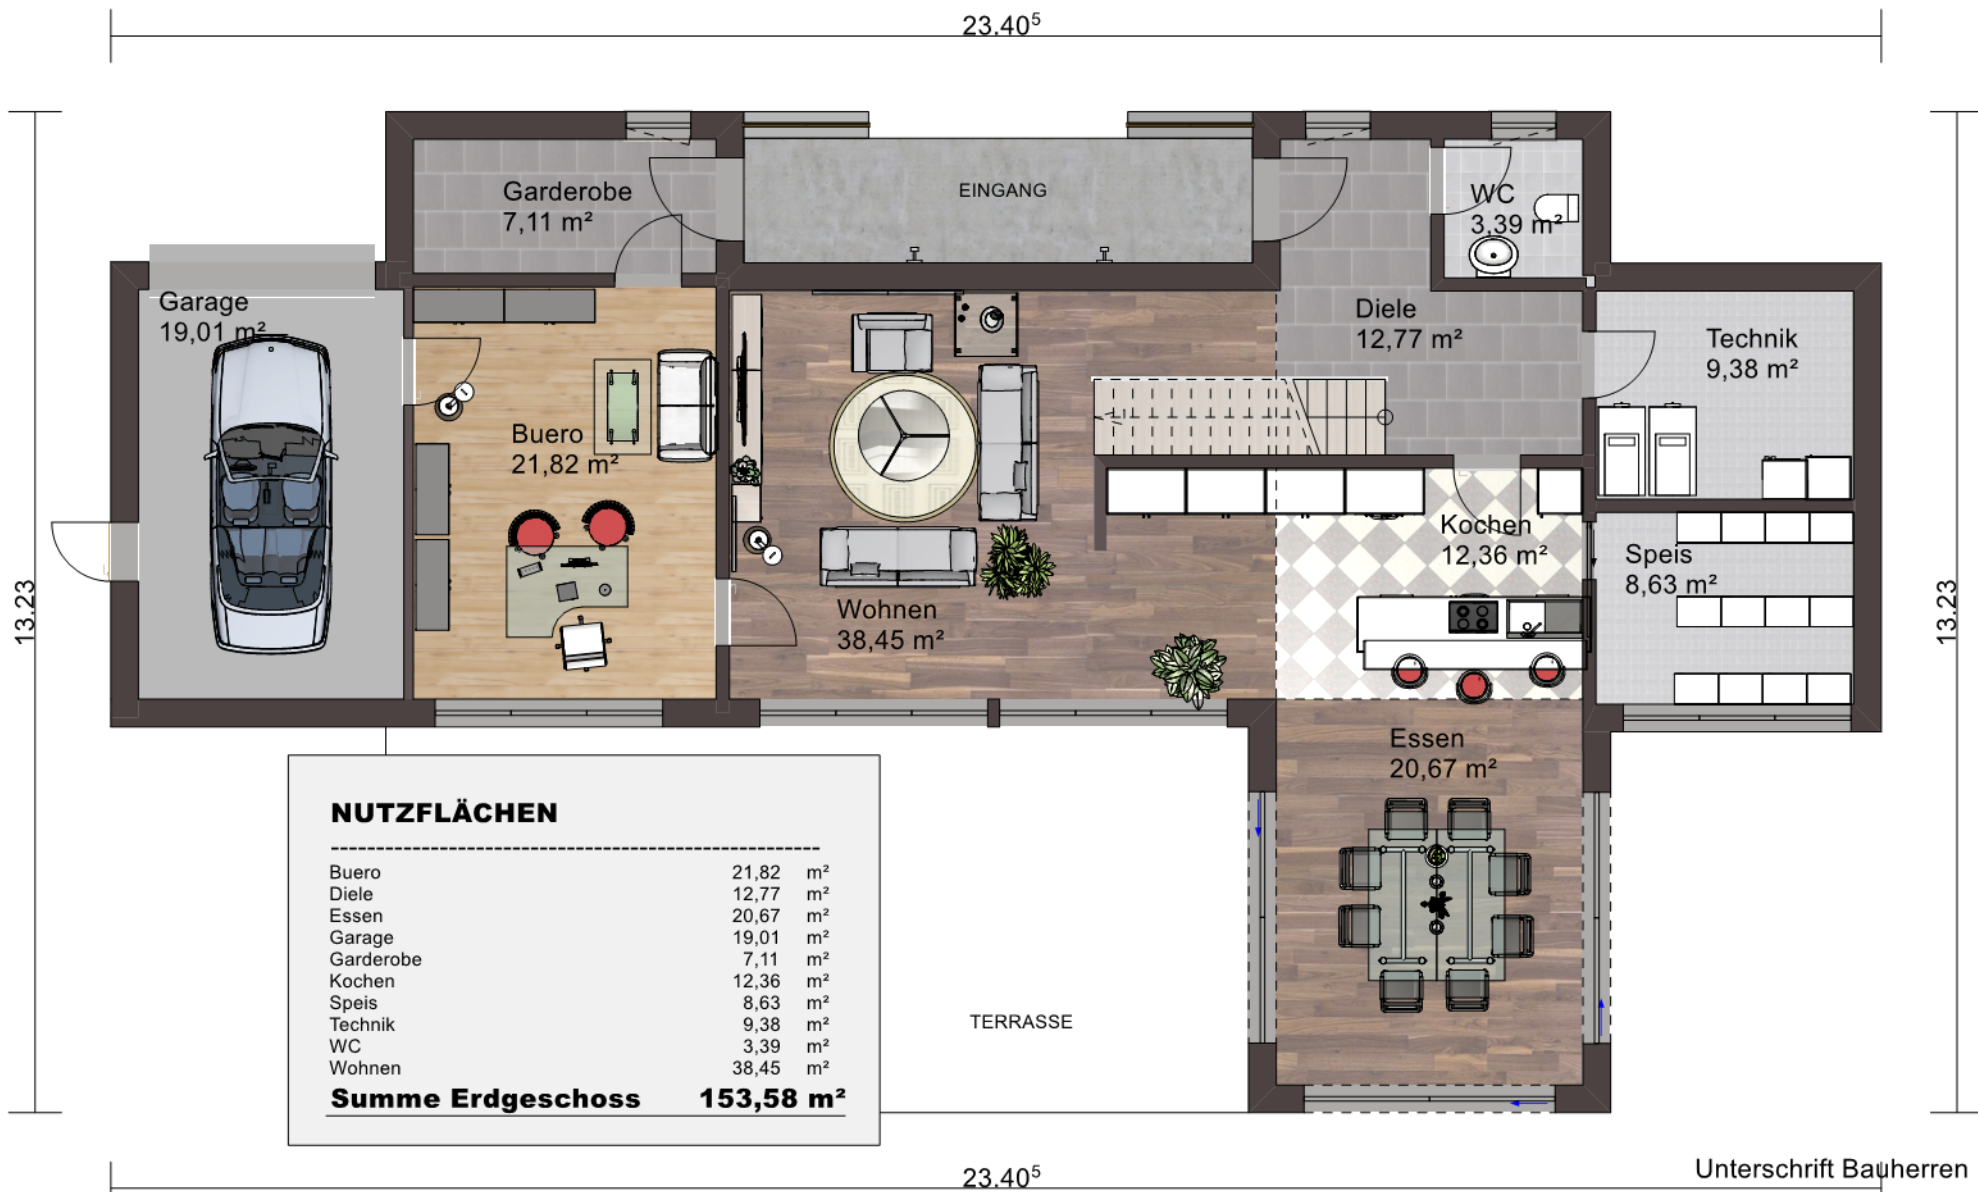 23.40⁵
Garderobe
7,11 m²
EINGANG
WC
3,39 m²
Garage
19,01 m²
Diele
12,77 m²
Technik
9,38 m²
Buero
21,82 m²
Kochen
12,36 m²
Speis
8,63 m²
13.23
13.23
Wohnen
38,45 m²
Essen
20,67 m²
NUTZFLÄCHEN
--------------------------------------------------------
Buero 21,82 m²
Diele 12,77 m²
Essen 20,67 m²
Garage 19,01 m²
Garderobe 7,11 m²
Kochen 12,36 m²
Speis 8,63 m²
Technik 9,38 m²
WC 3,39 m²
Wohnen 38,45 m²
Summe Erdgeschoss 153,58 m²
TERRASSE
23.40⁵
Unterschrift Bauherren